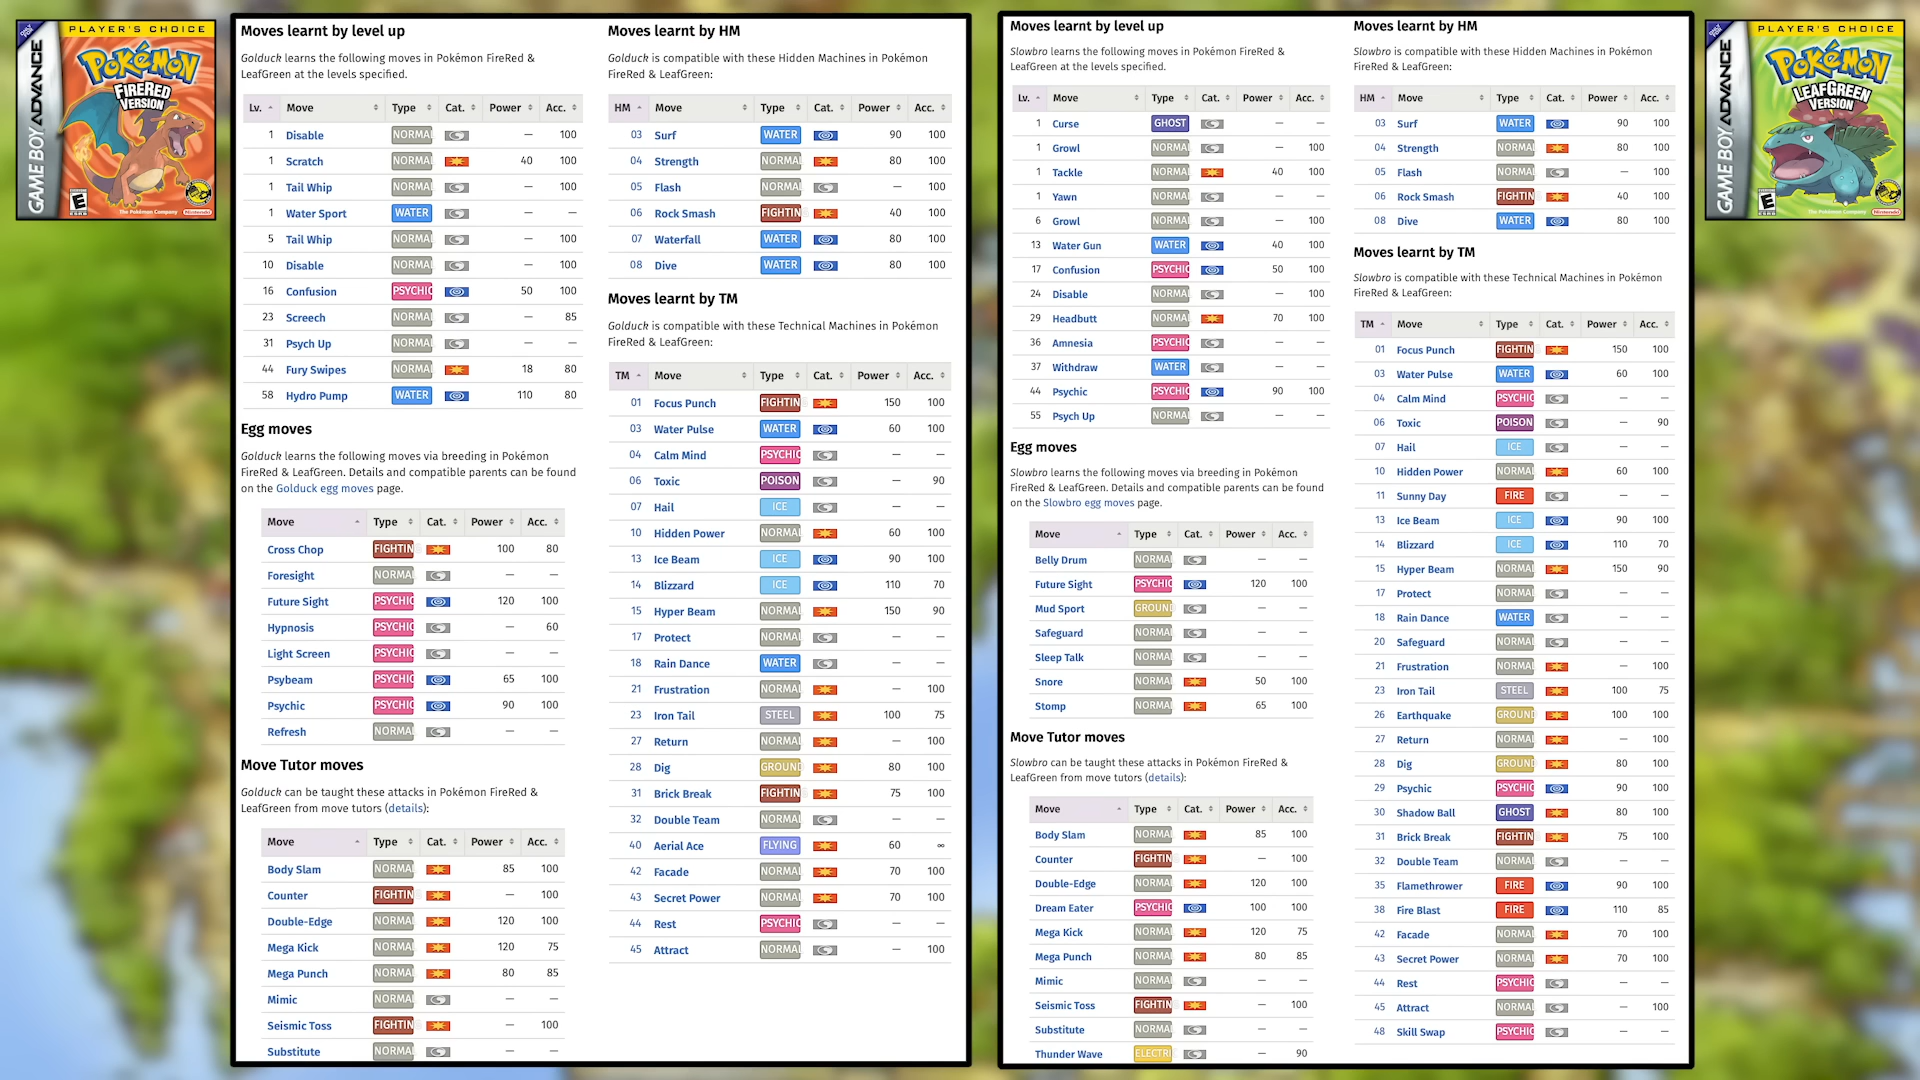 PLAYER'S CHOICE
GAME BOY ADVANCE
POKéMON
FIRERED
VERSION
Moves learnt by level up
Golduck learns the following moves in Pokémon FireRed &
LeafGreen at the levels specified.
Lv. Move Type Cat. Power Acc.
1 Disable NORMAL — 100
1 Scratch NORMAL 40 100
1 Tail Whip NORMAL — 100
1 Water Sport WATER — —
5 Tail Whip NORMAL — 100
10 Disable NORMAL — 100
16 Confusion PSYCHIC 50 100
23 Screech NORMAL — 85
31 Psych Up NORMAL — —
44 Fury Swipes NORMAL 18 80
58 Hydro Pump WATER 110 80
Egg moves
Golduck learns the following moves via breeding in Pokémon
FireRed & LeafGreen. Details and compatible parents can be found
on the Golduck egg moves page.
Move Type Cat. Power Acc.
Cross Chop FIGHTIN 100 80
Foresight NORMAL — —
Future Sight PSYCHIC 120 100
Hypnosis PSYCHIC — 60
Light Screen PSYCHIC — —
Psybeam PSYCHIC 65 100
Psychic PSYCHIC 90 100
Refresh NORMAL — —
Move Tutor moves
Golduck can be taught these attacks in Pokémon FireRed &
LeafGreen from move tutors (details):
Move Type Cat. Power Acc.
Body Slam NORMAL 85 100
Counter FIGHTIN — 100
Double-Edge NORMAL 120 100
Mega Kick NORMAL 120 75
Mega Punch NORMAL 80 85
Mimic NORMAL — —
Seismic Toss FIGHTIN — 100
Substitute NORMAL — —
Moves learnt by HM
Golduck is compatible with these Hidden Machines in Pokémon
FireRed & LeafGreen:
HM Move Type Cat. Power Acc.
03 Surf WATER 90 100
04 Strength NORMAL 80 100
05 Flash NORMAL — 100
06 Rock Smash FIGHTIN 40 100
07 Waterfall WATER 80 100
08 Dive WATER 80 100
Moves learnt by TM
Golduck is compatible with these Technical Machines in Pokémon
FireRed & LeafGreen:
TM Move Type Cat. Power Acc.
01 Focus Punch FIGHTIN 150 100
03 Water Pulse WATER 60 100
04 Calm Mind PSYCHIC — —
06 Toxic POISON — 90
07 Hail ICE — —
10 Hidden Power NORMAL 60 100
13 Ice Beam ICE 90 100
14 Blizzard ICE 110 70
15 Hyper Beam NORMAL 150 90
17 Protect NORMAL — —
18 Rain Dance WATER — —
21 Frustration NORMAL — 100
23 Iron Tail STEEL 100 75
27 Return NORMAL — 100
28 Dig GROUND 80 100
31 Brick Break FIGHTIN 75 100
32 Double Team NORMAL — —
40 Aerial Ace FLYING 60 ∞
42 Facade NORMAL 70 100
43 Secret Power NORMAL 70 100
44 Rest PSYCHIC — —
45 Attract NORMAL — 100
Moves learnt by level up
Slowbro learns the following moves in Pokémon FireRed &
LeafGreen at the levels specified.
Lv. Move Type Cat. Power Acc.
1 Curse GHOST — —
1 Growl NORMAL — 100
1 Tackle NORMAL 40 100
1 Yawn NORMAL — —
6 Growl NORMAL — 100
13 Water Gun WATER 40 100
17 Confusion PSYCHIC 50 100
24 Disable NORMAL — 100
29 Headbutt NORMAL 70 100
36 Amnesia PSYCHIC — —
37 Withdraw WATER — —
44 Psychic PSYCHIC 90 100
55 Psych Up NORMAL — —
Egg moves
Slowbro learns the following moves via breeding in Pokémon
FireRed & LeafGreen. Details and compatible parents can be found
on the Slowbro egg moves page.
Move Type Cat. Power Acc.
Belly Drum NORMAL — —
Future Sight PSYCHIC 120 100
Mud Sport GROUND — —
Safeguard NORMAL — —
Sleep Talk NORMAL — —
Snore NORMAL 50 100
Stomp NORMAL 65 100
Move Tutor moves
Slowbro can be taught these attacks in Pokémon FireRed &
LeafGreen from move tutors (details):
Move Type Cat. Power Acc.
Body Slam NORMAL 85 100
Counter FIGHTIN — 100
Double-Edge NORMAL 120 100
Dream Eater PSYCHIC 100 100
Mega Kick NORMAL 120 75
Mega Punch NORMAL 80 85
Mimic NORMAL — —
Seismic Toss FIGHTIN — 100
Substitute NORMAL — —
Thunder Wave ELECTRI — 90
Moves learnt by HM
Slowbro is compatible with these Hidden Machines in Pokémon
FireRed & LeafGreen:
HM Move Type Cat. Power Acc.
03 Surf WATER 90 100
04 Strength NORMAL 80 100
05 Flash NORMAL — 100
06 Rock Smash FIGHTIN 40 100
08 Dive WATER 80 100
Moves learnt by TM
Slowbro is compatible with these Technical Machines in Pokémon
FireRed & LeafGreen:
TM Move Type Cat. Power Acc.
01 Focus Punch FIGHTIN 150 100
03 Water Pulse WATER 60 100
04 Calm Mind PSYCHIC — —
06 Toxic POISON — 90
07 Hail ICE — —
10 Hidden Power NORMAL 60 100
11 Sunny Day FIRE — —
13 Ice Beam ICE 90 100
14 Blizzard ICE 110 70
15 Hyper Beam NORMAL 150 90
17 Protect NORMAL — —
18 Rain Dance WATER — —
20 Safeguard NORMAL — —
21 Frustration NORMAL — 100
23 Iron Tail STEEL 100 75
26 Earthquake GROUND 100 100
27 Return NORMAL — 100
28 Dig GROUND 80 100
29 Psychic PSYCHIC 90 100
30 Shadow Ball GHOST 80 100
31 Brick Break FIGHTIN 75 100
32 Double Team NORMAL — —
35 Flamethrower FIRE 90 100
38 Fire Blast FIRE 110 85
42 Facade NORMAL 70 100
43 Secret Power NORMAL 70 100
44 Rest PSYCHIC — —
45 Attract NORMAL — 100
48 Skill Swap PSYCHIC — —
PLAYER'S CHOICE
GAME BOY ADVANCE
POKéMON
LEAFGREEN
VERSION